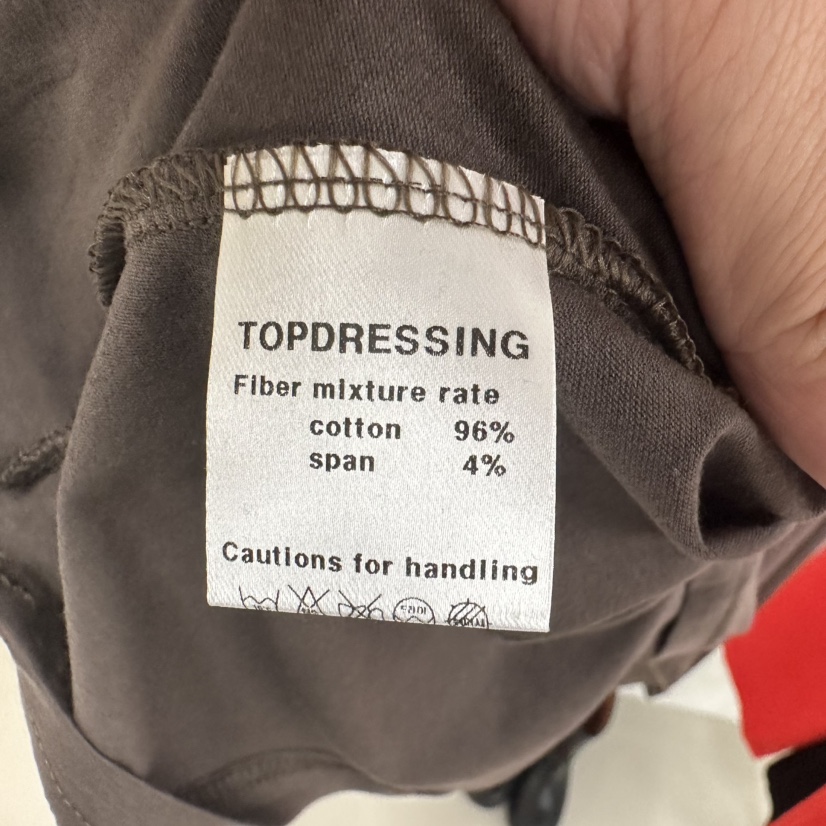 TOPDRESSING
Fiber mixture rate
cotton 96%
span 4%
Cautions for handling